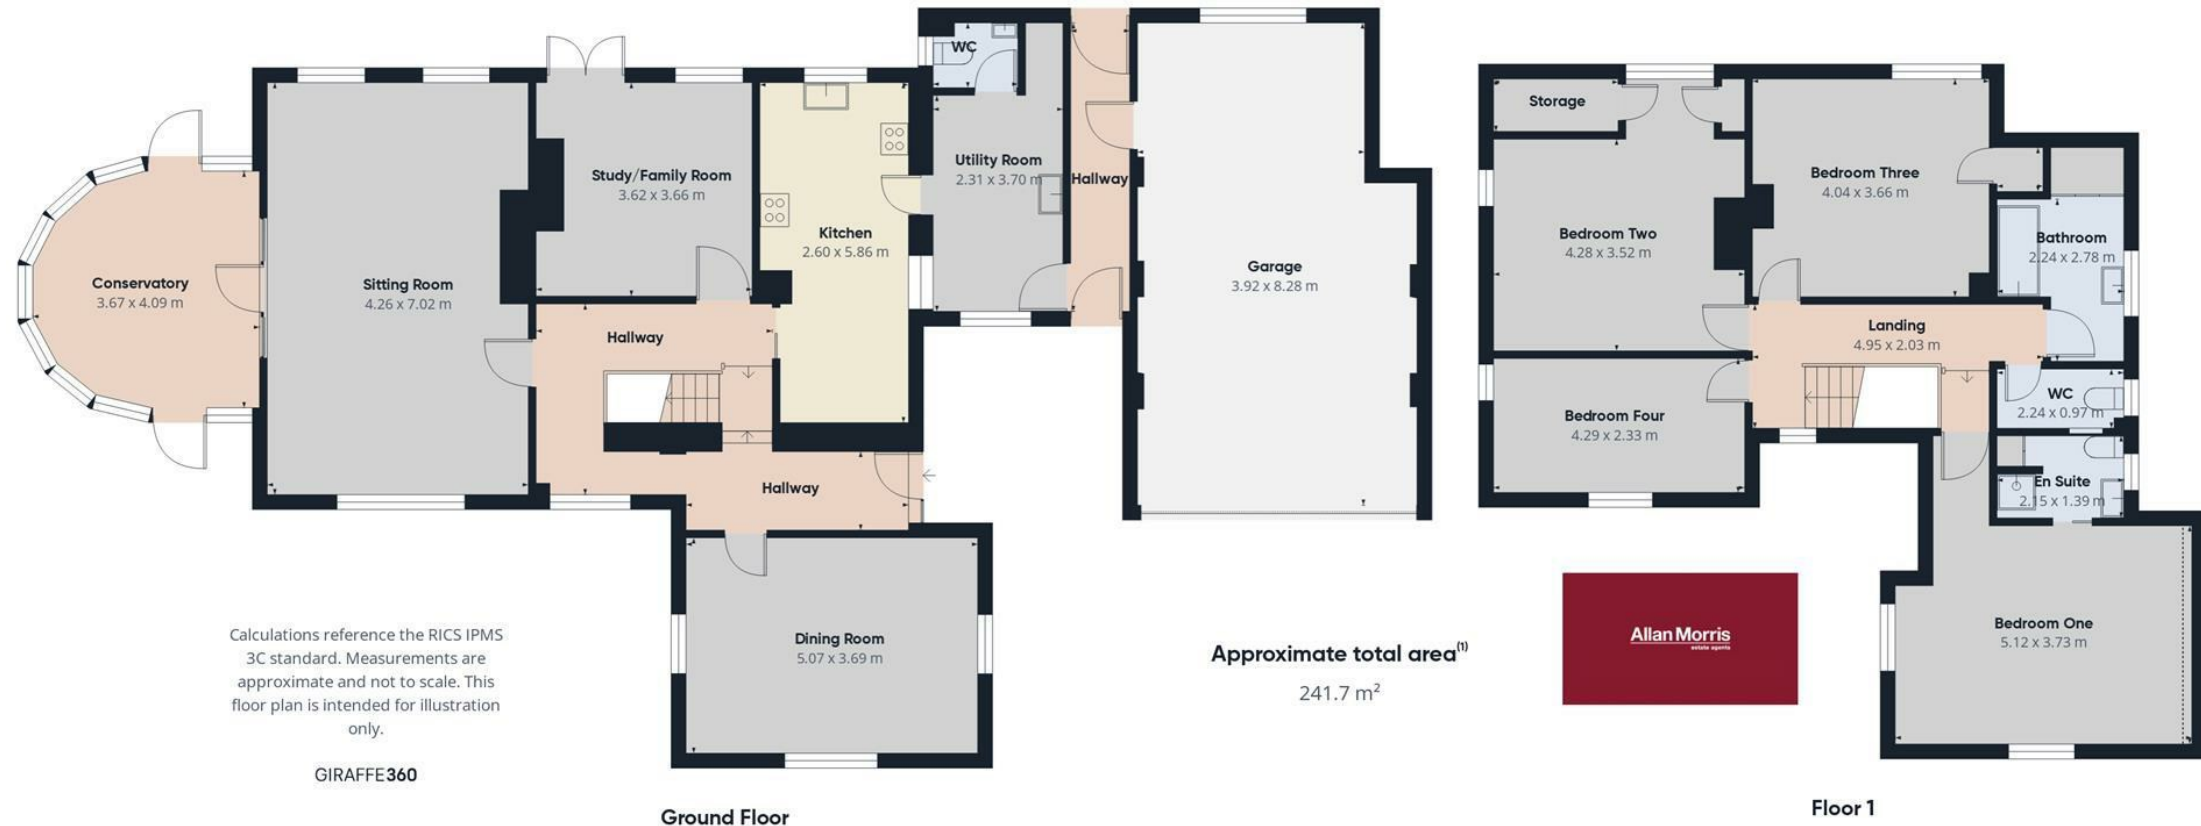 WC
Utility Room
2.31 x 3.70 m
Hallway
Study/Family Room
3.62 x 3.66 m
Kitchen
2.60 x 5.86 m
Conservatory
3.67 x 4.09 m
Sitting Room
4.26 x 7.02 m
Garage
3.92 x 8.28 m
Hallway
Hallway
Dining Room
5.07 x 3.69 m
Calculations reference the RICS IPMS
3C standard. Measurements are
approximate and not to scale. This
floor plan is intended for illustration
only.
GIRAFFE360
Ground Floor
Approximate total area(1)
241.7 m²
Allan Morris
estate agents
Storage
Bedroom Three
4.04 x 3.66 m
Bedroom Two
4.28 x 3.52 m
Bathroom
2.24 x 2.78 m
Landing
4.95 x 2.03 m
WC
2.24 x 0.97 m
Bedroom Four
4.29 x 2.33 m
En Suite
2.15 x 1.39 m
Bedroom One
5.12 x 3.73 m
Floor 1